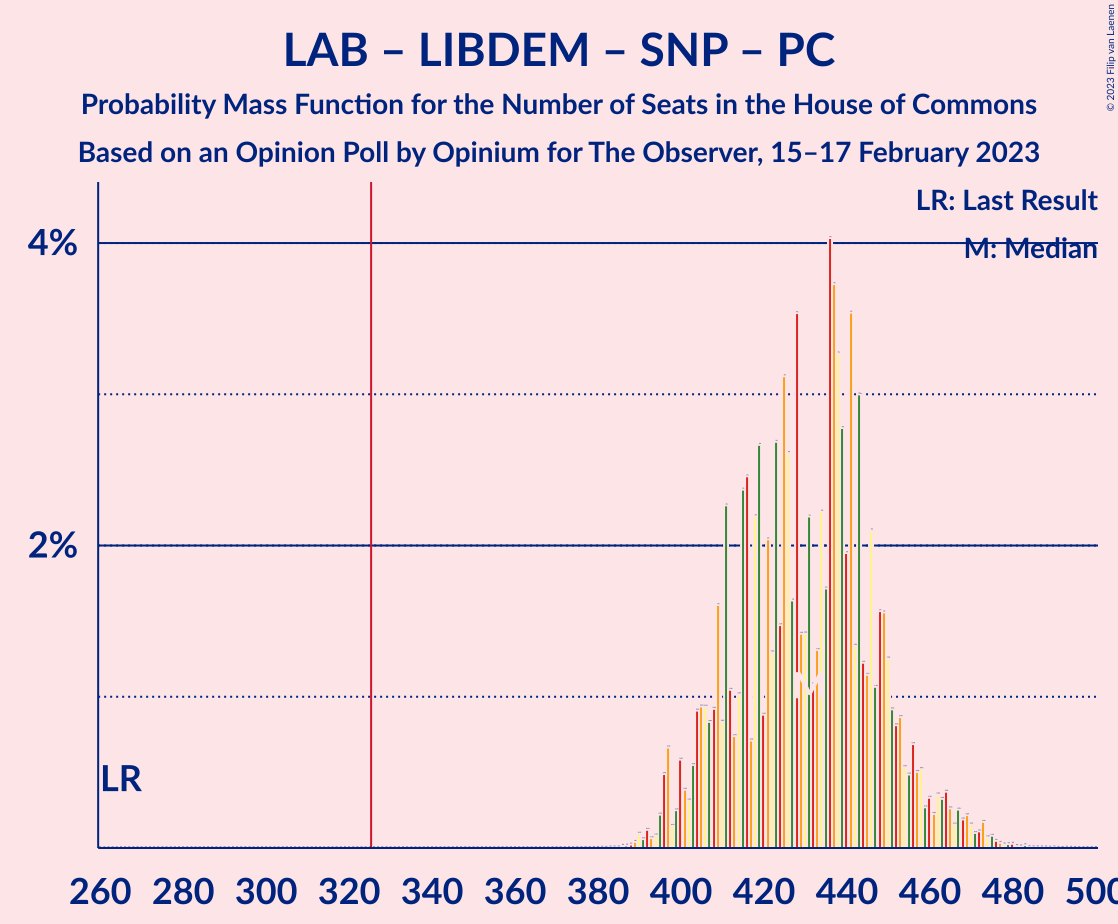 LAB – LIBDEM – SNP – PC
Probability Mass Function for the Number of Seats in the House of Commons
Based on an Opinion Poll by Opinium for The Observer, 15–17 February 2023
© 2023 Filip van Laenen
LR: Last Result
M: Median
4%
2%
LR
260 280 300 320 340 360 380 400 420 440 460 480 500